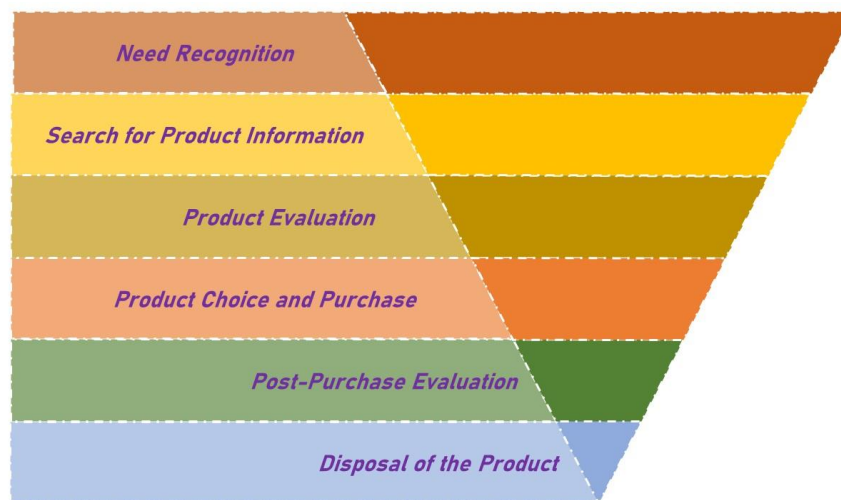 Need Recognition
Search for Product Information
Product Evaluation
Product Choice and Purchase
Post-Purchase Evaluation
Disposal of the Product